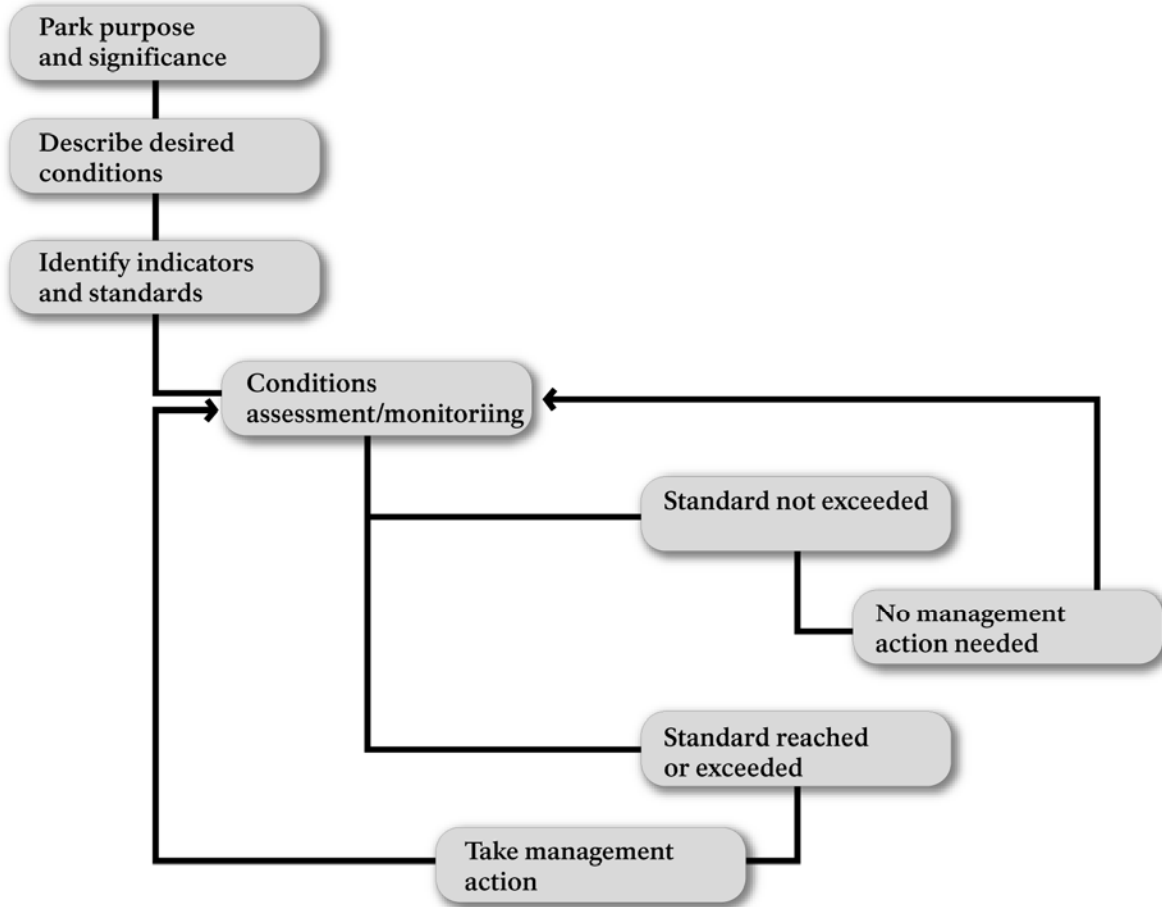 Park purpose
and significance
Describe desired
conditions
Identify indicators
and standards
Conditions
assessment/monitoriing
Standard not exceeded
No management
action needed
Standard reached
or exceeded
Take management
action